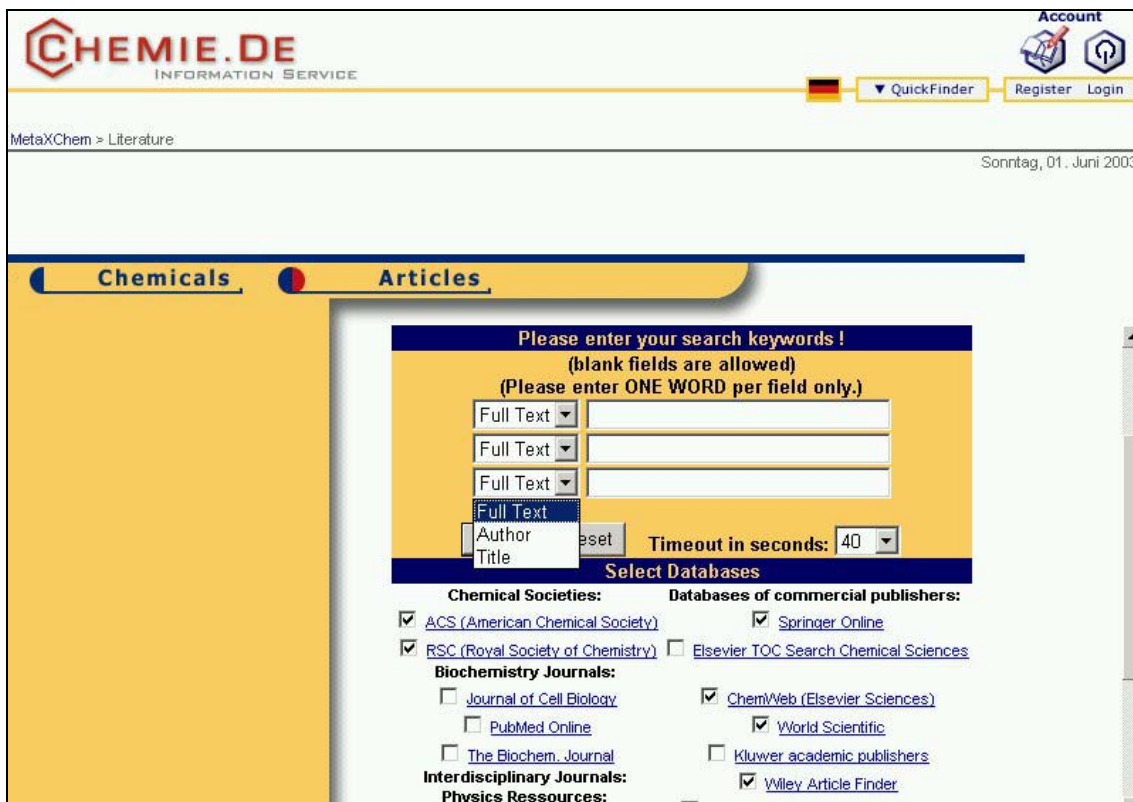 CHEMIE.DE
INFORMATION SERVICE
Account
QuickFinder
Register Login
MetaXChem > Literature
Sonntag, 01. Juni 2003
Chemicals Articles
Please enter your search keywords !
(blank fields are allowed)
(Please enter ONE WORD per field only.)
Full Text
Full Text
Full Text
Full Text
Author
Title
Timeout in seconds: 40
Select Databases
Chemical Societies: Databases of commercial publishers:
ACS (American Chemical Society) Springer Online
RSC (Royal Society of Chemistry) Elsevier TOC Search Chemical Sciences
Biochemistry Journals:
Journal of Cell Biology ChemWeb (Elsevier Sciences)
PubMed Online World Scientific
The Biochem. Journal Kluwer academic publishers
Interdisciplinary Journals:
Wiley Article Finder
Physics Ressources: